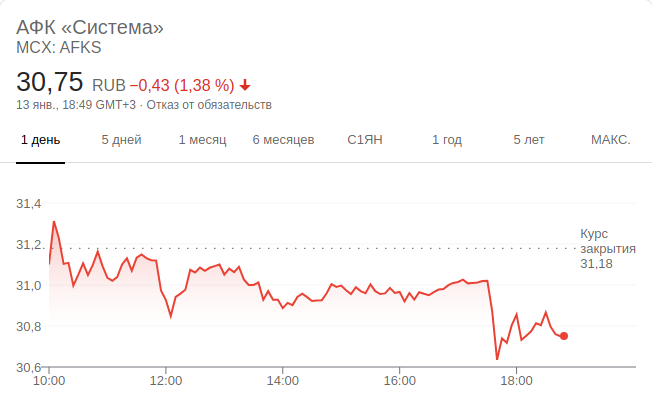 АФК «Система»
MCX: AFKS
30,75 RUB −0,43 (1,38 %)
13 янв., 18:49 GMT+3 · Отказ от обязательств
1 день 5 дней 1 месяц 6 месяцев С1ЯН 1 год 5 лет МАКС.
31,4
31,2
31,0
30,8
30,6
Курс
закрытия
31,18
10:00 12:00 14:00 16:00 18:00